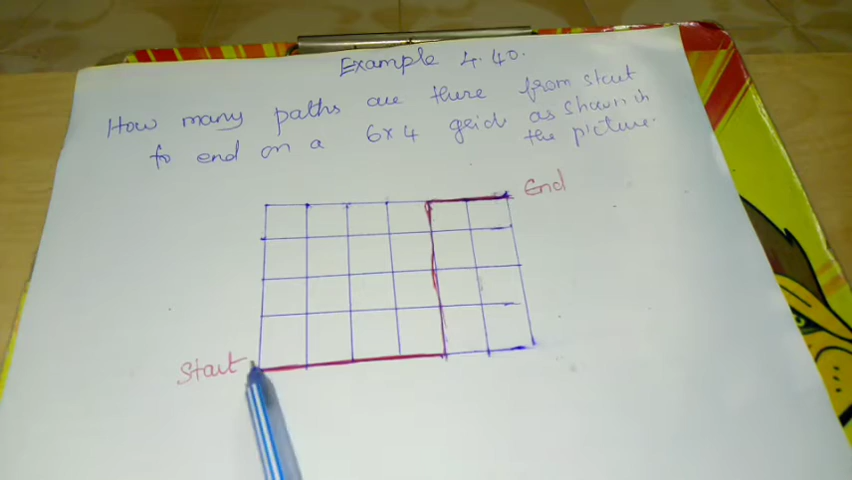 Example 4.40.
How many paths are there from start
to end on a 6x4 grid as shown in
the picture.
End
Start